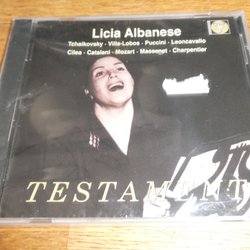 Licia Albanese
Tchaikovsky · Villa-Lobos · Puccini · Leoncavallo
Cilea · Catalani · Mozart · Massenet · Charpentier
TESTAMENT